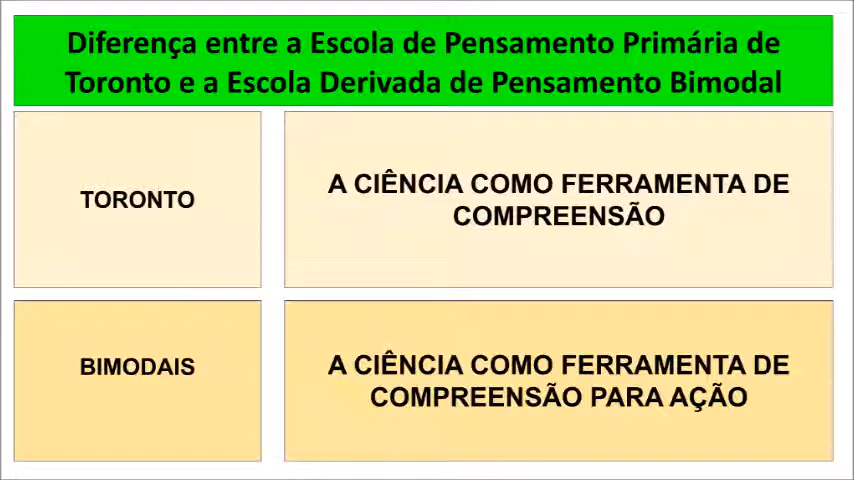 Diferença entre a Escola de Pensamento Primária de
Toronto e a Escola Derivada de Pensamento Bimodal
TORONTO
A CIÊNCIA COMO FERRAMENTA DE
COMPREENSÃO
BIMODAIS
A CIÊNCIA COMO FERRAMENTA DE
COMPREENSÃO PARA AÇÃO